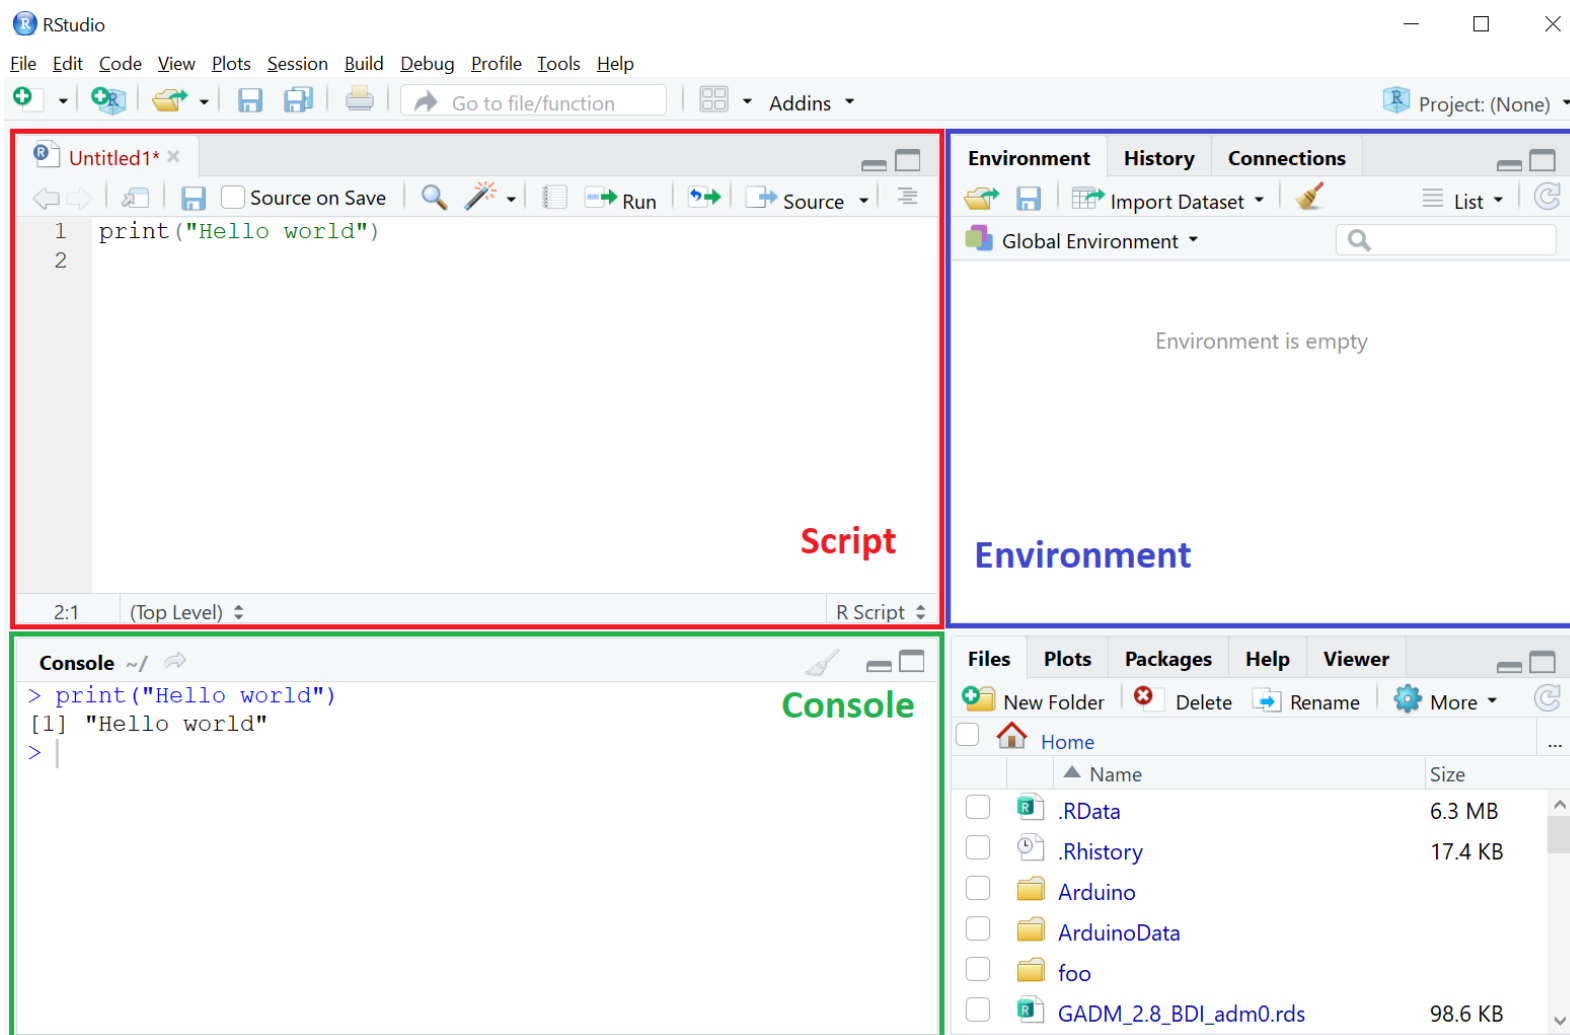 RStudio
File Edit Code View Plots Session Build Debug Profile Tools Help
Go to file/function Addins Project: (None)
Untitled1*
Source on Save Run Source
1 print("Hello world")
2
Script
2:1 (Top Level) R Script
Environment History Connections
Import Dataset List
Global Environment
Environment is empty
Environment
Console ~/
Console
> print("Hello world")
[1] "Hello world"
>
Files Plots Packages Help Viewer
New Folder Delete Rename More
Home ...
Name Size
.RData 6.3 MB
.Rhistory 17.4 KB
Arduino
ArduinoData
foo
GADM_2.8_BDI_adm0.rds 98.6 KB